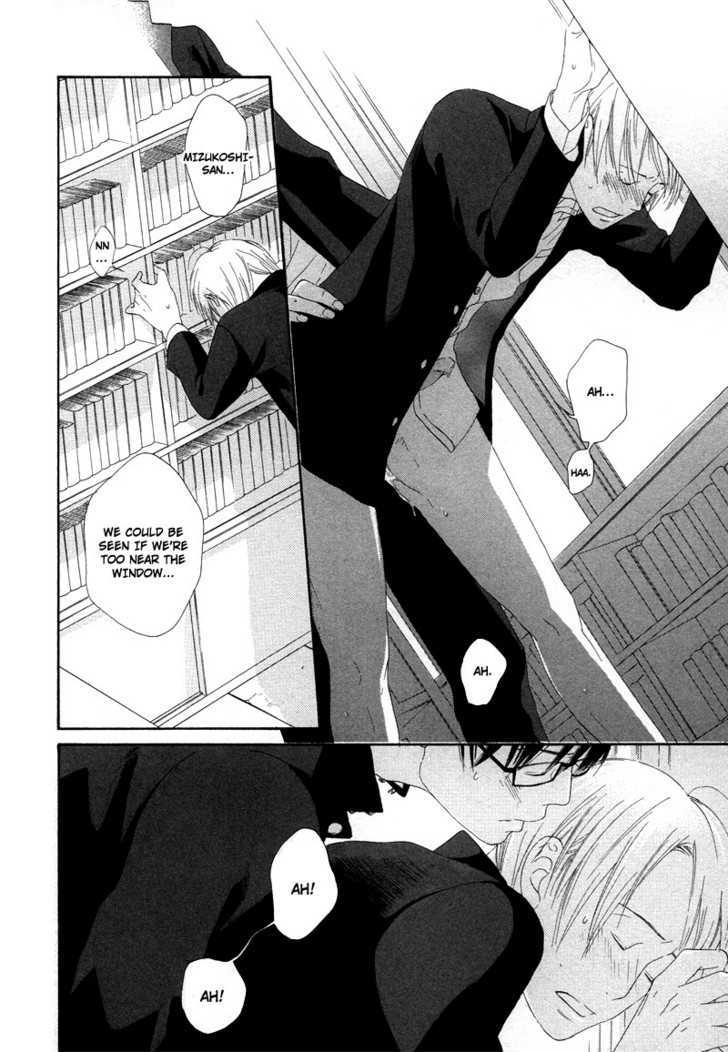 AH...
HAA.
AH.
MIZUKOSHI-
SAN...
NN
...
WE COULD BE
SEEN IF WE'RE
TOO NEAR THE
WINDOW...
AH!
AH!